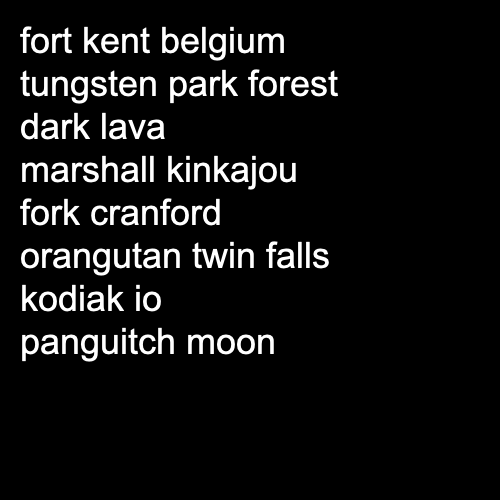 fort kent belgium
tungsten park forest
dark lava
marshall kinkajou
fork cranford
orangutan twin falls
kodiak io
panguitch moon